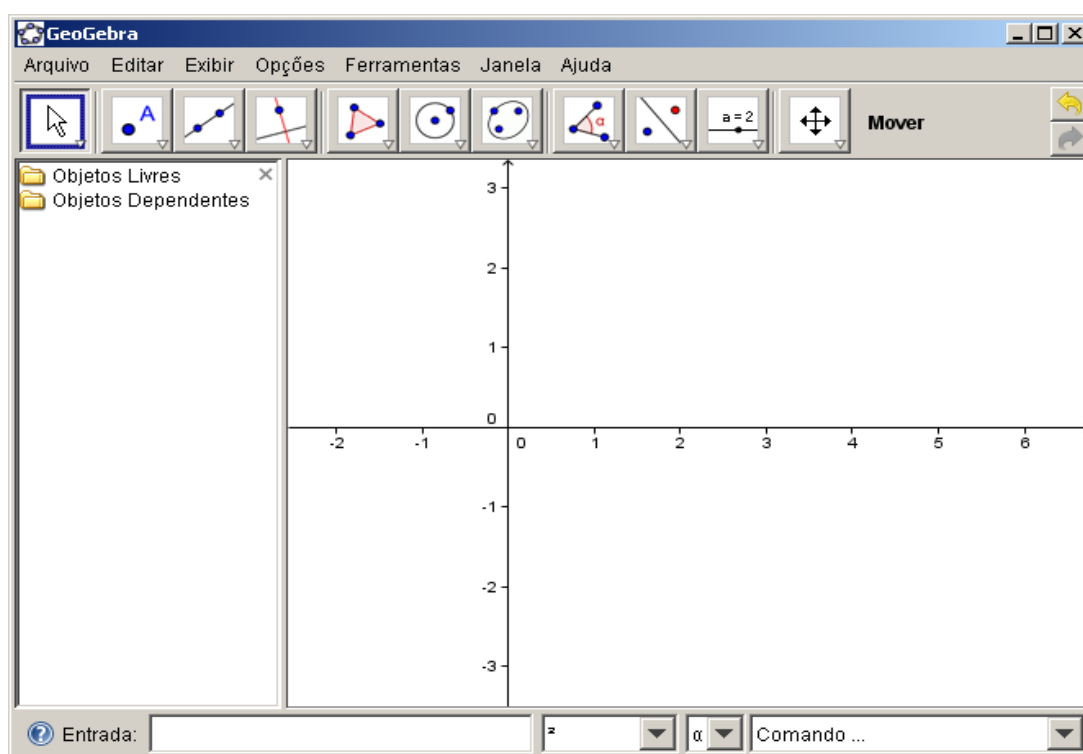 GeoGebra
Arquivo Editar Exibir Opções Ferramentas Janela Ajuda
A α a = 2 Mover
Objetos Livres
Objetos Dependentes
3
2
1
0
-2 -1 0 1 2 3 4 5 6
-1
-2
-3
Entrada: ² α Comando ...